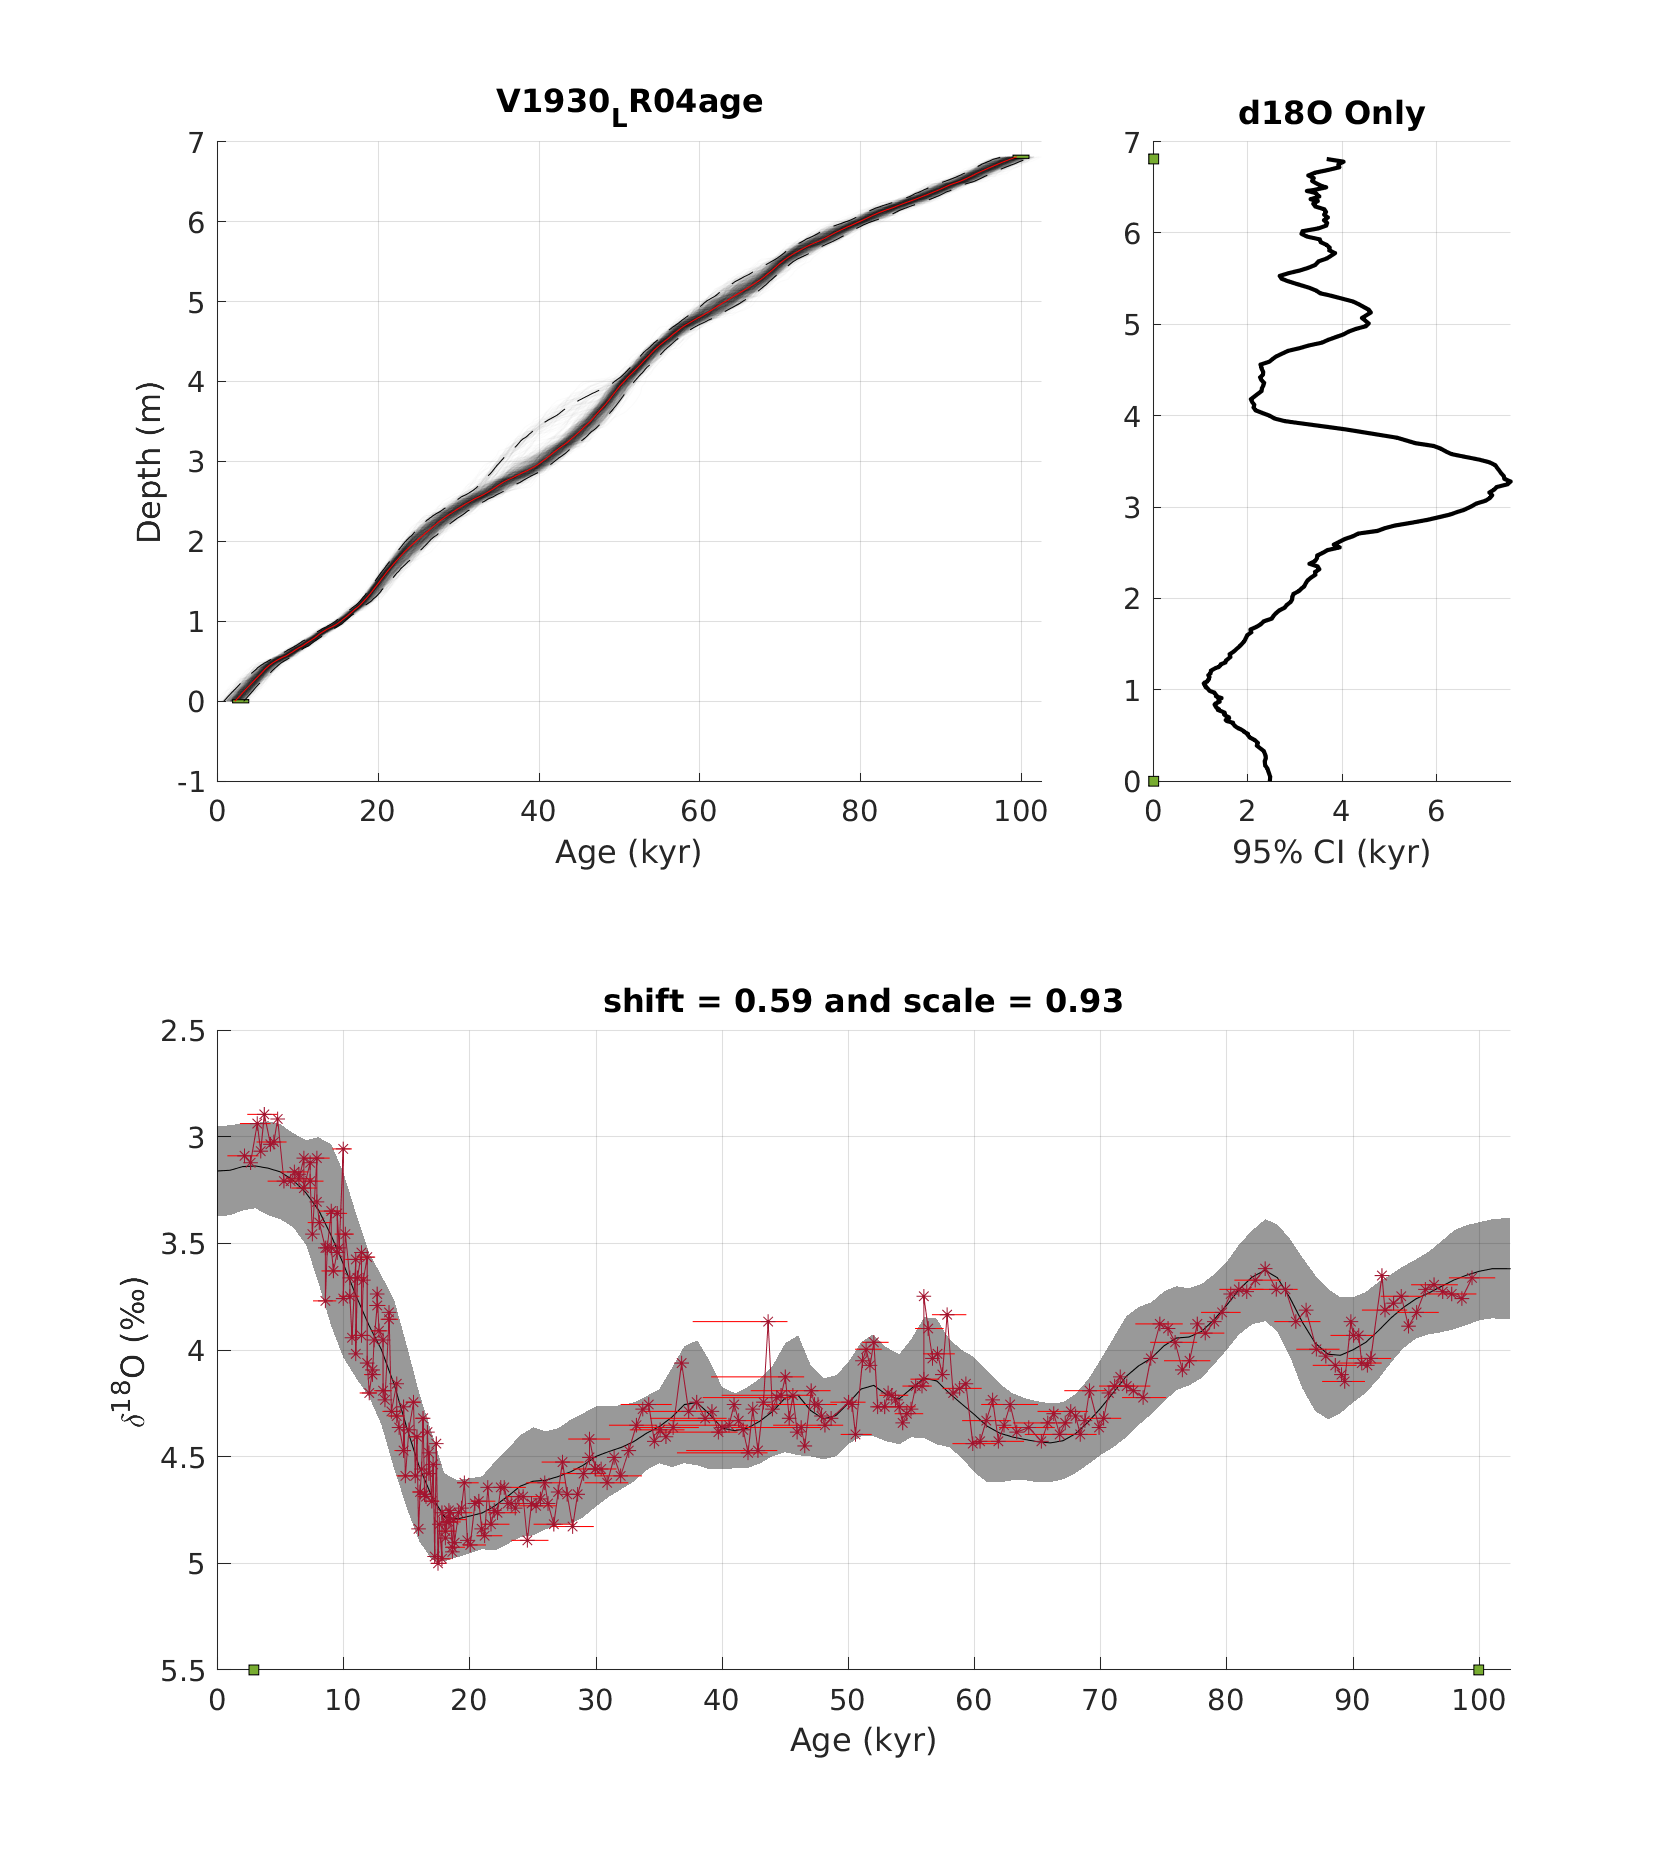 V1930LR04age
d18O Only
7
6
5
4
3
2
1
0
-1
Depth (m)
0 20 40 60 80 100
Age (kyr)
7
6
5
4
3
2
1
0
0 2 4 6
95% CI (kyr)
shift = 0.59 and scale = 0.93
2.5
3
3.5
4
4.5
5
5.5
δ18O (‰)
0 10 20 30 40 50 60 70 80 90 100
Age (kyr)